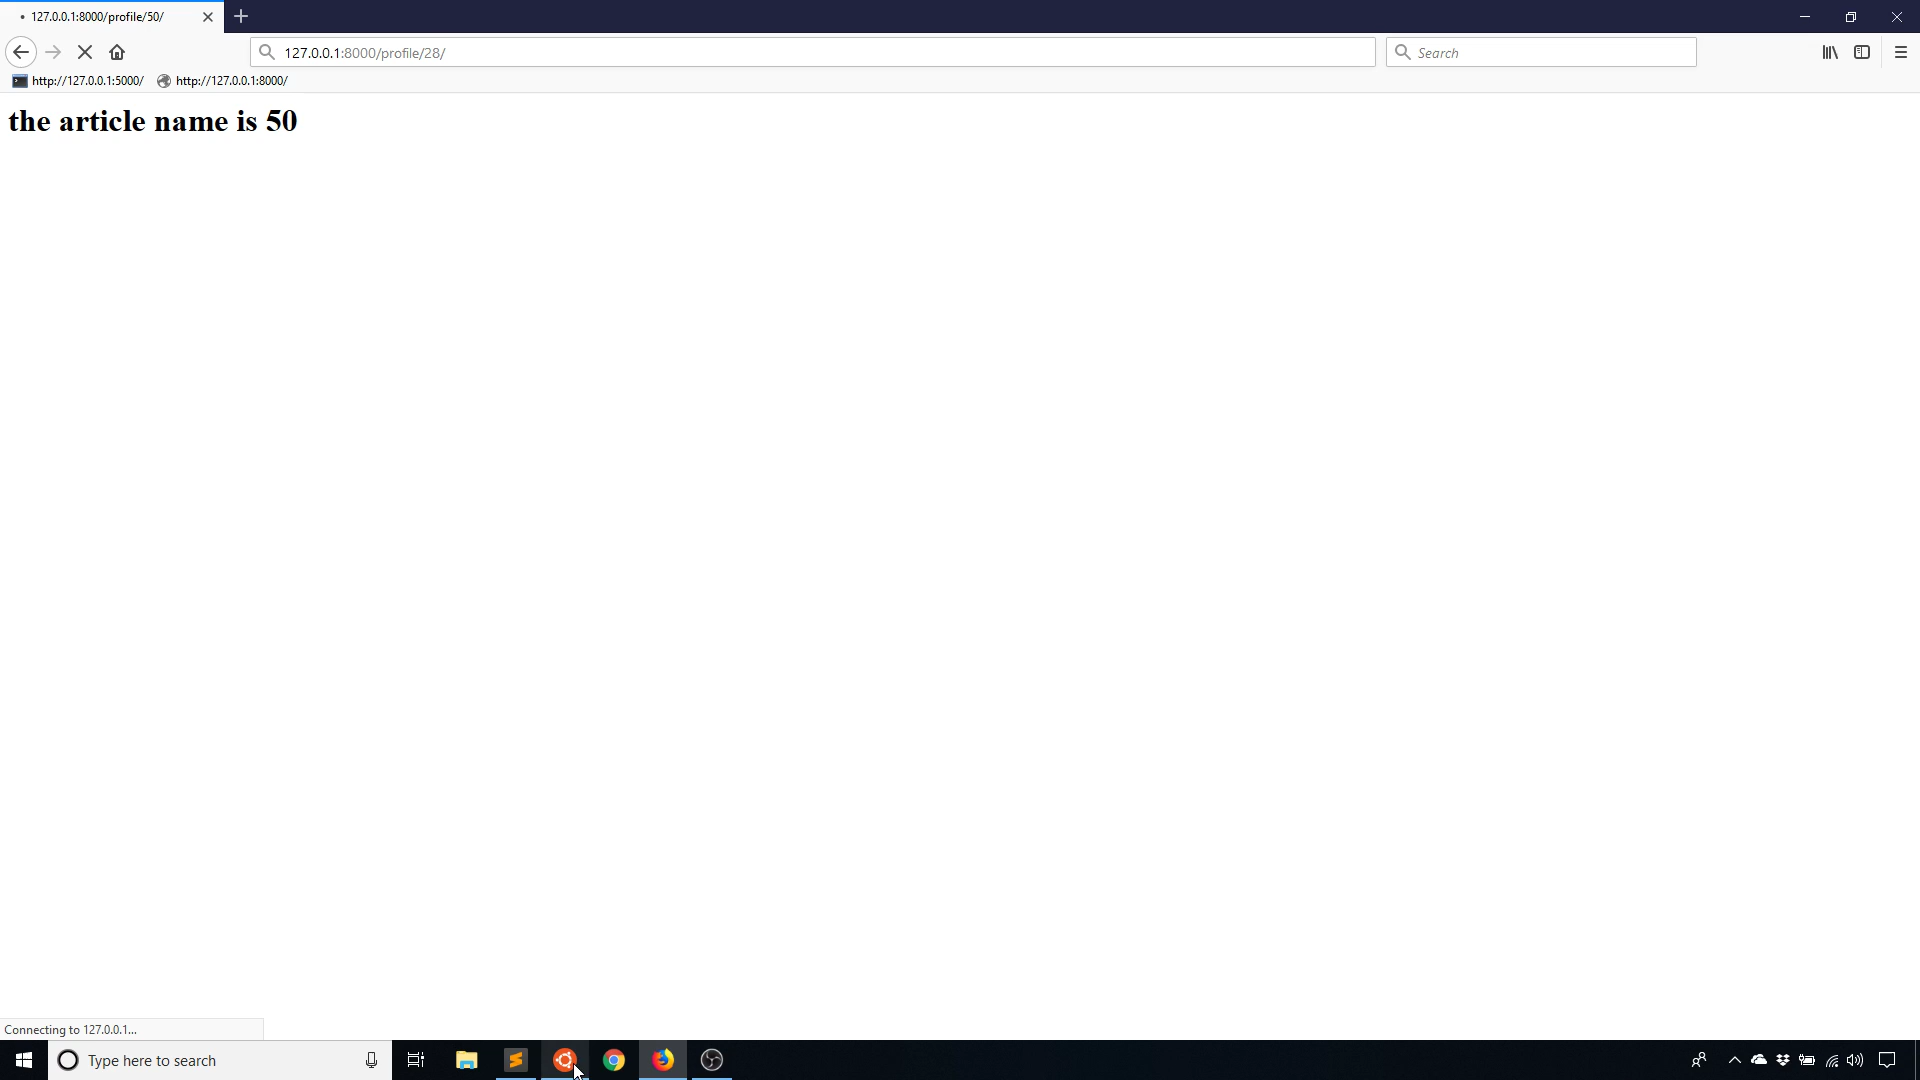 127.0.0.1:8000/profile/50/
127.0.0.1:8000/profile/28/
Search
http://127.0.0.1:5000/
http://127.0.0.1:8000/
the article name is 50
Connecting to 127.0.0.1...
Type here to search